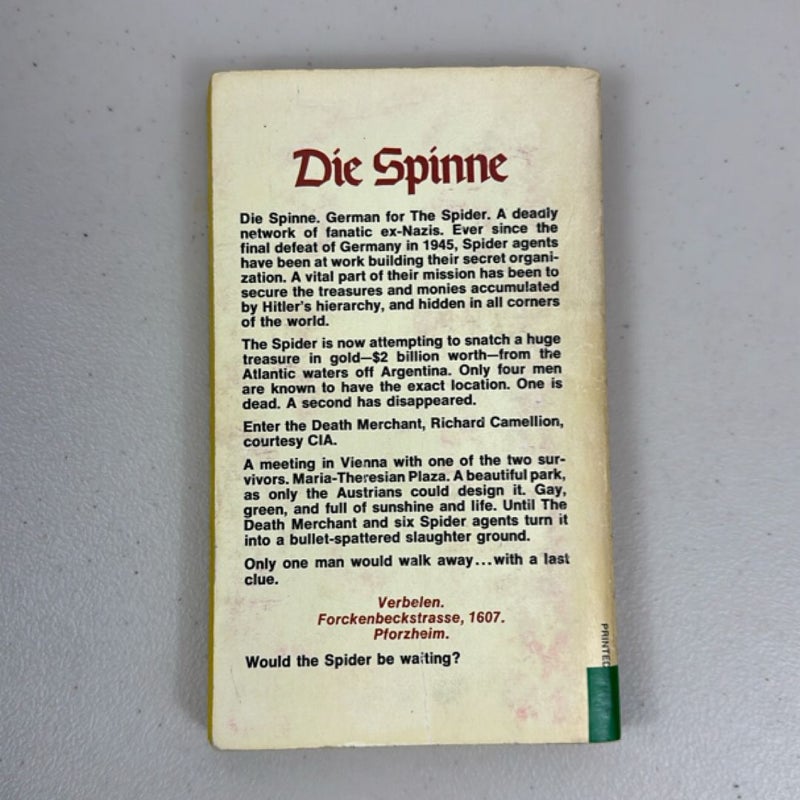 Die Spinne
Die Spinne. German for The Spider. A deadly
network of fanatic ex-Nazis. Ever since the
final defeat of Germany in 1945, Spider agents
have been at work building their secret organi-
zation. A vital part of their mission has been to
secure the treasures and monies accumulated
by Hitler's hierarchy, and hidden in all corners
of the world.
The Spider is now attempting to snatch a huge
treasure in gold—$2 billion worth—from the
Atlantic waters off Argentina. Only four men
are known to have the exact location. One is
dead. A second has disappeared.
Enter the Death Merchant, Richard Camellion,
courtesy CIA.
A meeting in Vienna with one of the two sur-
vivors. Maria-Theresian Plaza. A beautiful park,
as only the Austrians could design it. Gay,
green, and full of sunshine and life. Until The
Death Merchant and six Spider agents turn it
into a bullet-spattered slaughter ground.
Only one man would walk away...with a last
clue.
Verbelen.
Forckenbeckstrasse, 1607.
Pforzheim.
Would the Spider be waiting?
PRINTED